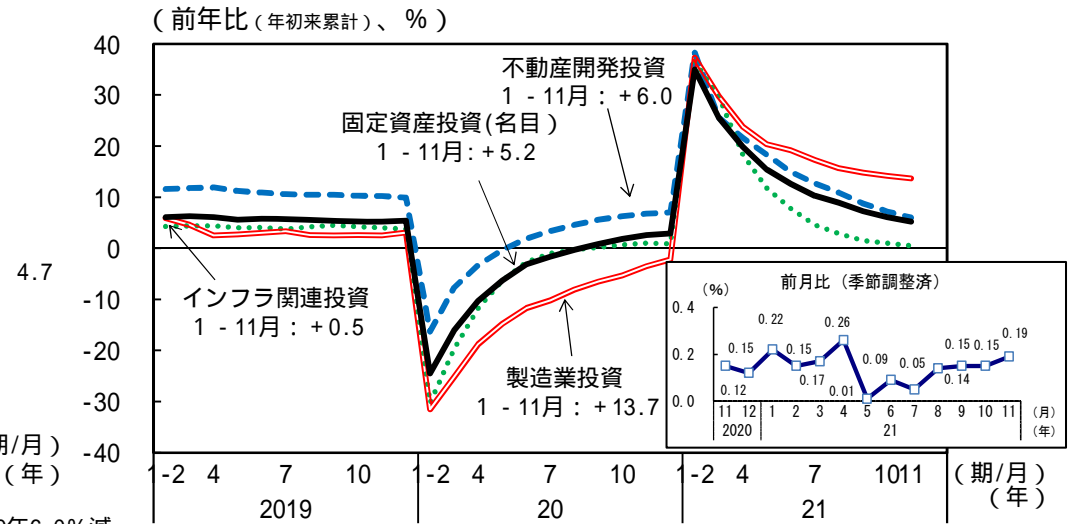 (前年比(年初来累計)、%)
40
30
20
10
0
-10
-20
-30
-40
不動産開発投資
1 - 11月: +6.0
固定資産投資(名目)
1 - 11月: +5.2
4.7
インフラ関連投資
1 - 11月: +0.5
製造業投資
1 - 11月: +13.7
前月比(季節調整済)
(%)
0.4
0.2
0.0
0.15
0.12
0.22
0.15
0.17
0.26
0.01
0.09
0.05
0.14
0.15
0.15
0.19
11 12 1 2 3 4 5 6 7 8 9 10 11 (月)
2020 21 (年)
期/月)
(年)
1-2 4 7 10 1-2 4 7 10 1-2 4 7 1011 (期/月)
(年)
2019 20 21
年6.0%減